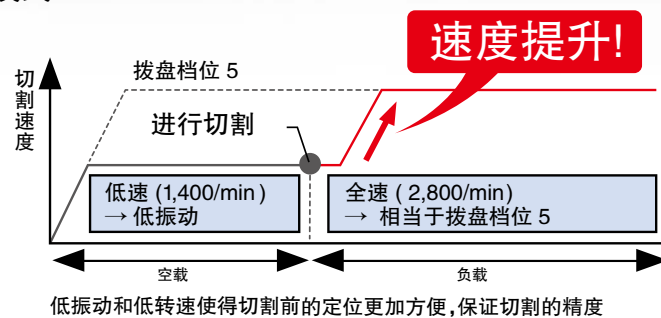 速度提升!
拨盘档位 5
切割速度
进行切割
低速 (1,400/min)
→ 低振动
全速 ( 2,800/min)
→ 相当于拨盘档位 5
空载
负载
低振动和低转速使得切割前的定位更加方便,保证切割的精度